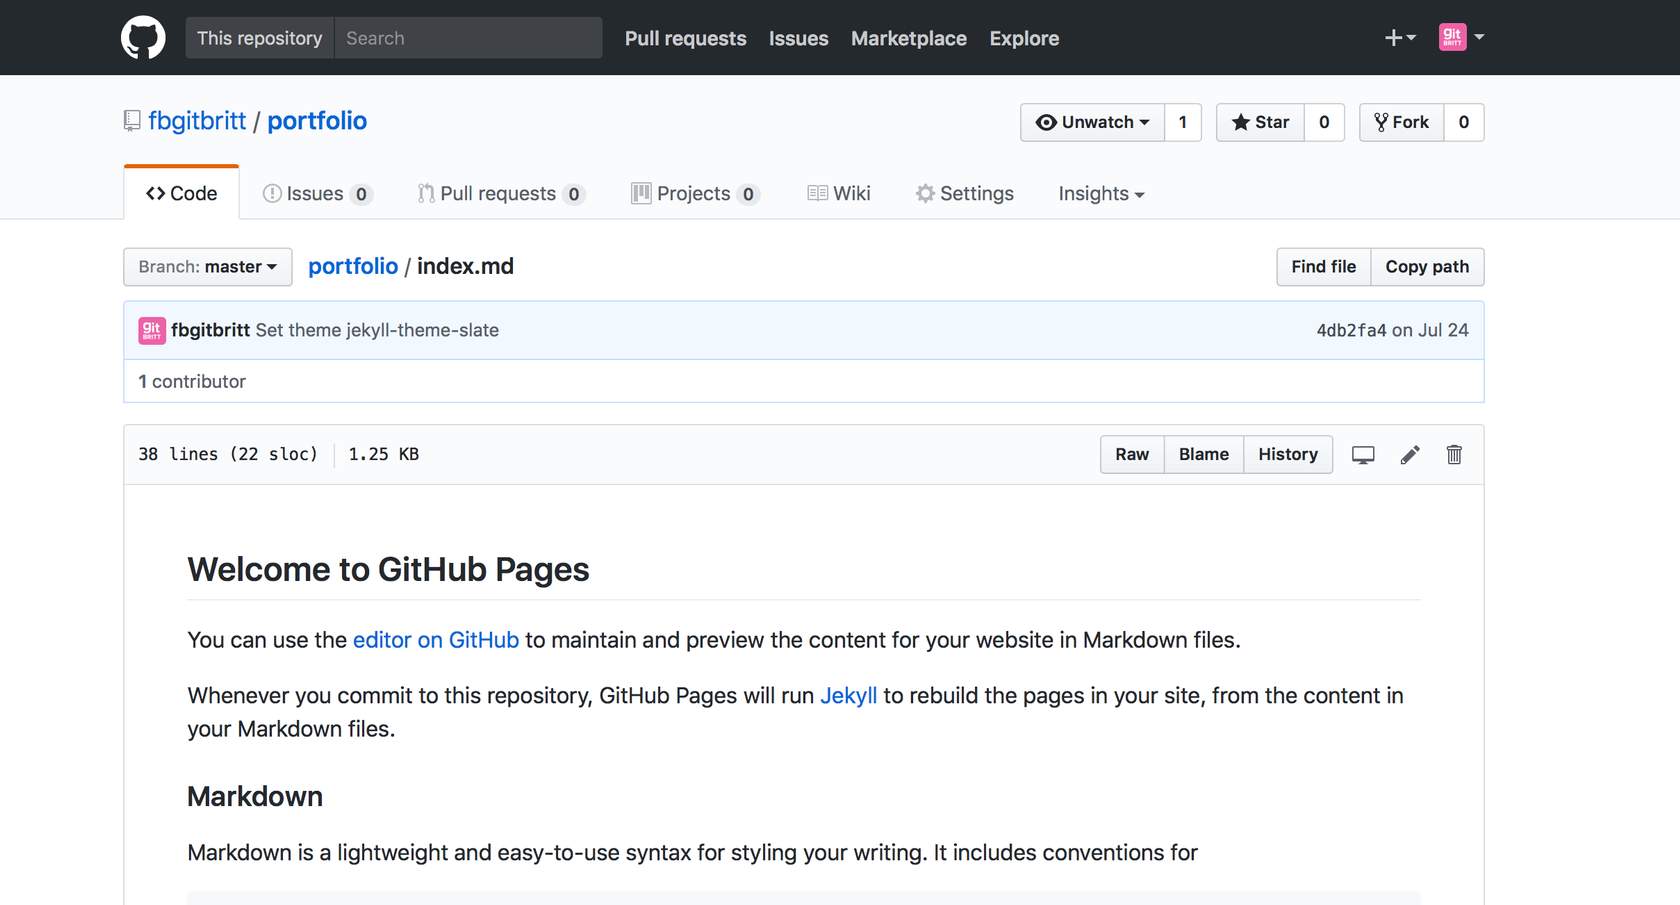 This repository Search Pull requests Issues Marketplace Explore git BRITT
fbgitbritt / portfolio Unwatch 1 Star 0 Fork 0
Code Issues 0 Pull requests 0 Projects 0 Wiki Settings Insights
Branch: master portfolio / index.md Find file Copy path
git BRITT fbgitbritt Set theme jekyll-theme-slate 4db2fa4 on Jul 24
1 contributor
38 lines (22 sloc) 1.25 KB Raw Blame History
Welcome to GitHub Pages
You can use the editor on GitHub to maintain and preview the content for your website in Markdown files.
Whenever you commit to this repository, GitHub Pages will run Jekyll to rebuild the pages in your site, from the content in
your Markdown files.
Markdown
Markdown is a lightweight and easy-to-use syntax for styling your writing. It includes conventions for